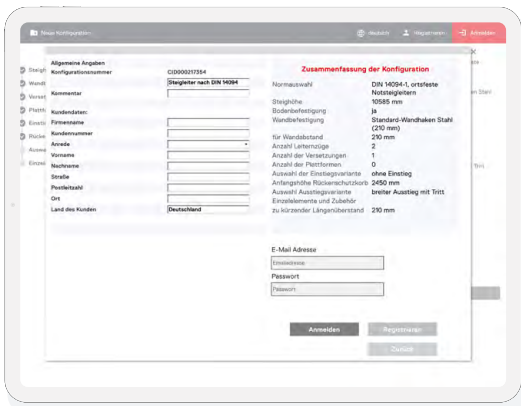 Neue Konfiguration
deutsch
Registrieren
Anmelden
Allgemeine Angaben
Konfigurationsnummer CID000217354
Steigleiter nach DIN 14094
Kommentar
Kundendaten:
Firmenname
Kundennummer
Anrede
Vorname
Nachname
Straße
Postleitzahl
Ort
Land des Kunden Deutschland
Zusammenfassung der Konfiguration
Normauswahl DIN 14094-1, ortsfeste
Notsteigleitern
Steighöhe 10585 mm
Bodenbefestigung ja
Wandbefestigung Standard-Wandhaken Stahl
(210 mm)
für Wandabstand 210 mm
Anzahl Leiternzüge 2
Anzahl der Versetzungen 1
Anzahl der Plattformen 0
Auswahl der Einstiegsvariante ohne Einstieg
Anfangshöhe Rückenschutzkorb 2450 mm
Auswahl Ausstiegsvariante breiter Ausstieg mit Tritt
Einzelelemente und Zubehör
zu kürzender Länganüberstand 210 mm
E-Mail Adresse
Emailadresse
Passwort
Passwort
Anmelden
Registrieren
Zurück